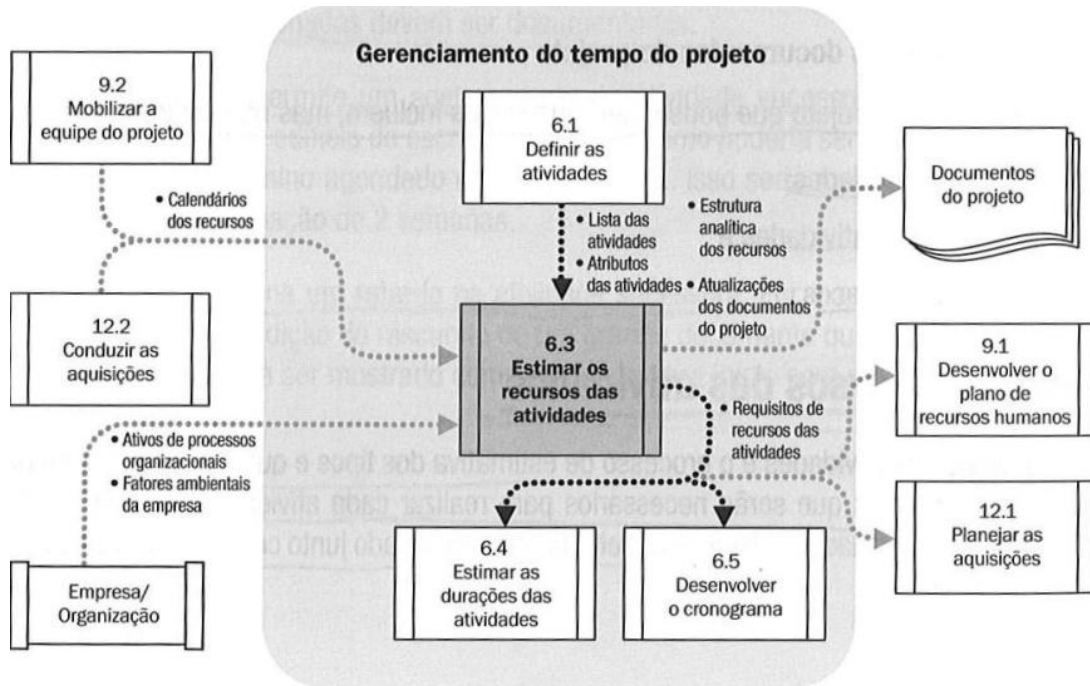 Gerenciamento do tempo do projeto
9.2
Mobilizar a
equipe do projeto
6.1
Definir as
atividades
Documentos
do projeto
• Calendários
dos recursos
• Lista das
atividades
• Atributos
das atividades
• Estrutura
analítica
dos recursos
• Atualizações
dos documentos
do projeto
12.2
Conduzir as
aquisições
6.3
Estimar os
recursos das
atividades
9.1
Desenvolver o
plano de
recursos humanos
• Requisitos de
recursos das
atividades
• Ativos de processos
organizacionais
• Fatores ambientais
da empresa
12.1
Planejar as
aquisições
6.4
Estimar as
durações das
atividades
6.5
Desenvolver
o cronograma
Empresa/
Organização